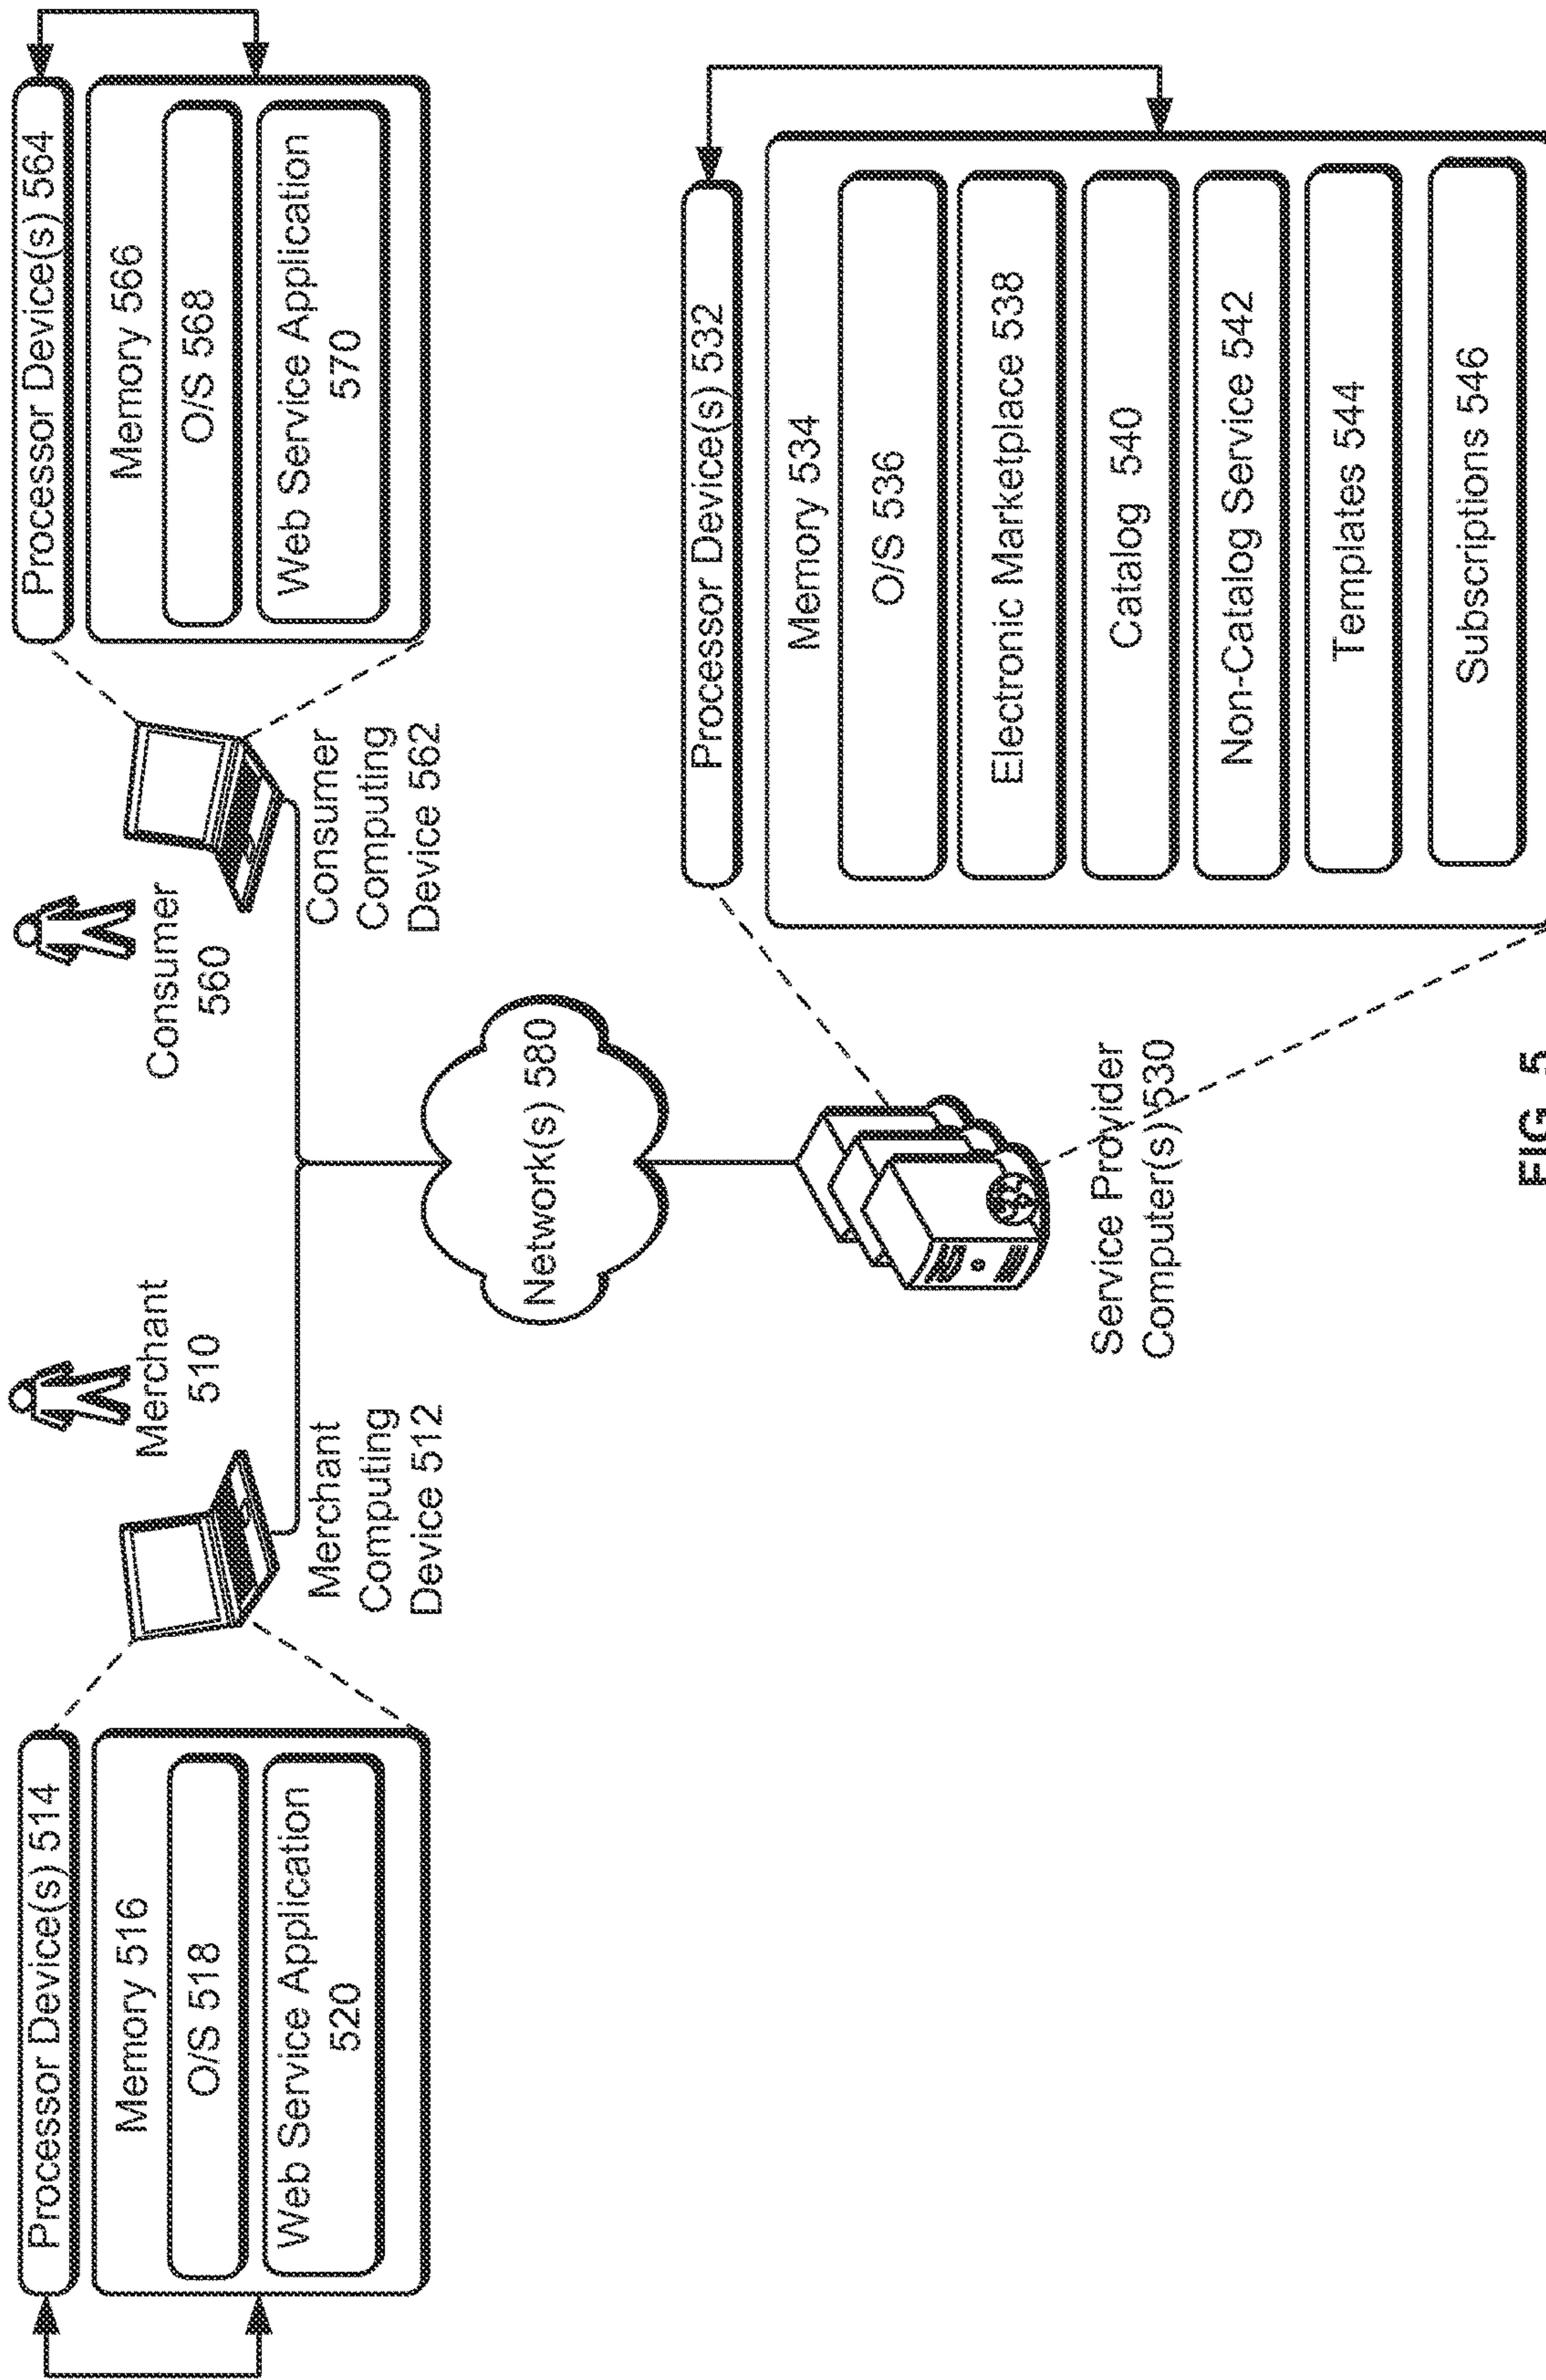 Processor Device(s) 514
Memory 516
O/S 518
Web Service Application
520
Merchant
510
Merchant
Computing
Device 512
Consumer
560
Consumer
Computing
Device 562
Processor Device(s) 564
Memory 566
O/S 568
Web Service Application
570
Network(s) 580
Service Provider
Computer(s) 530
Processor Device(s) 532
Memory 534
O/S 536
Electronic Marketplace 538
Catalog 540
Non-Catalog Service 542
Templates 544
Subscriptions 546
FIG. 5